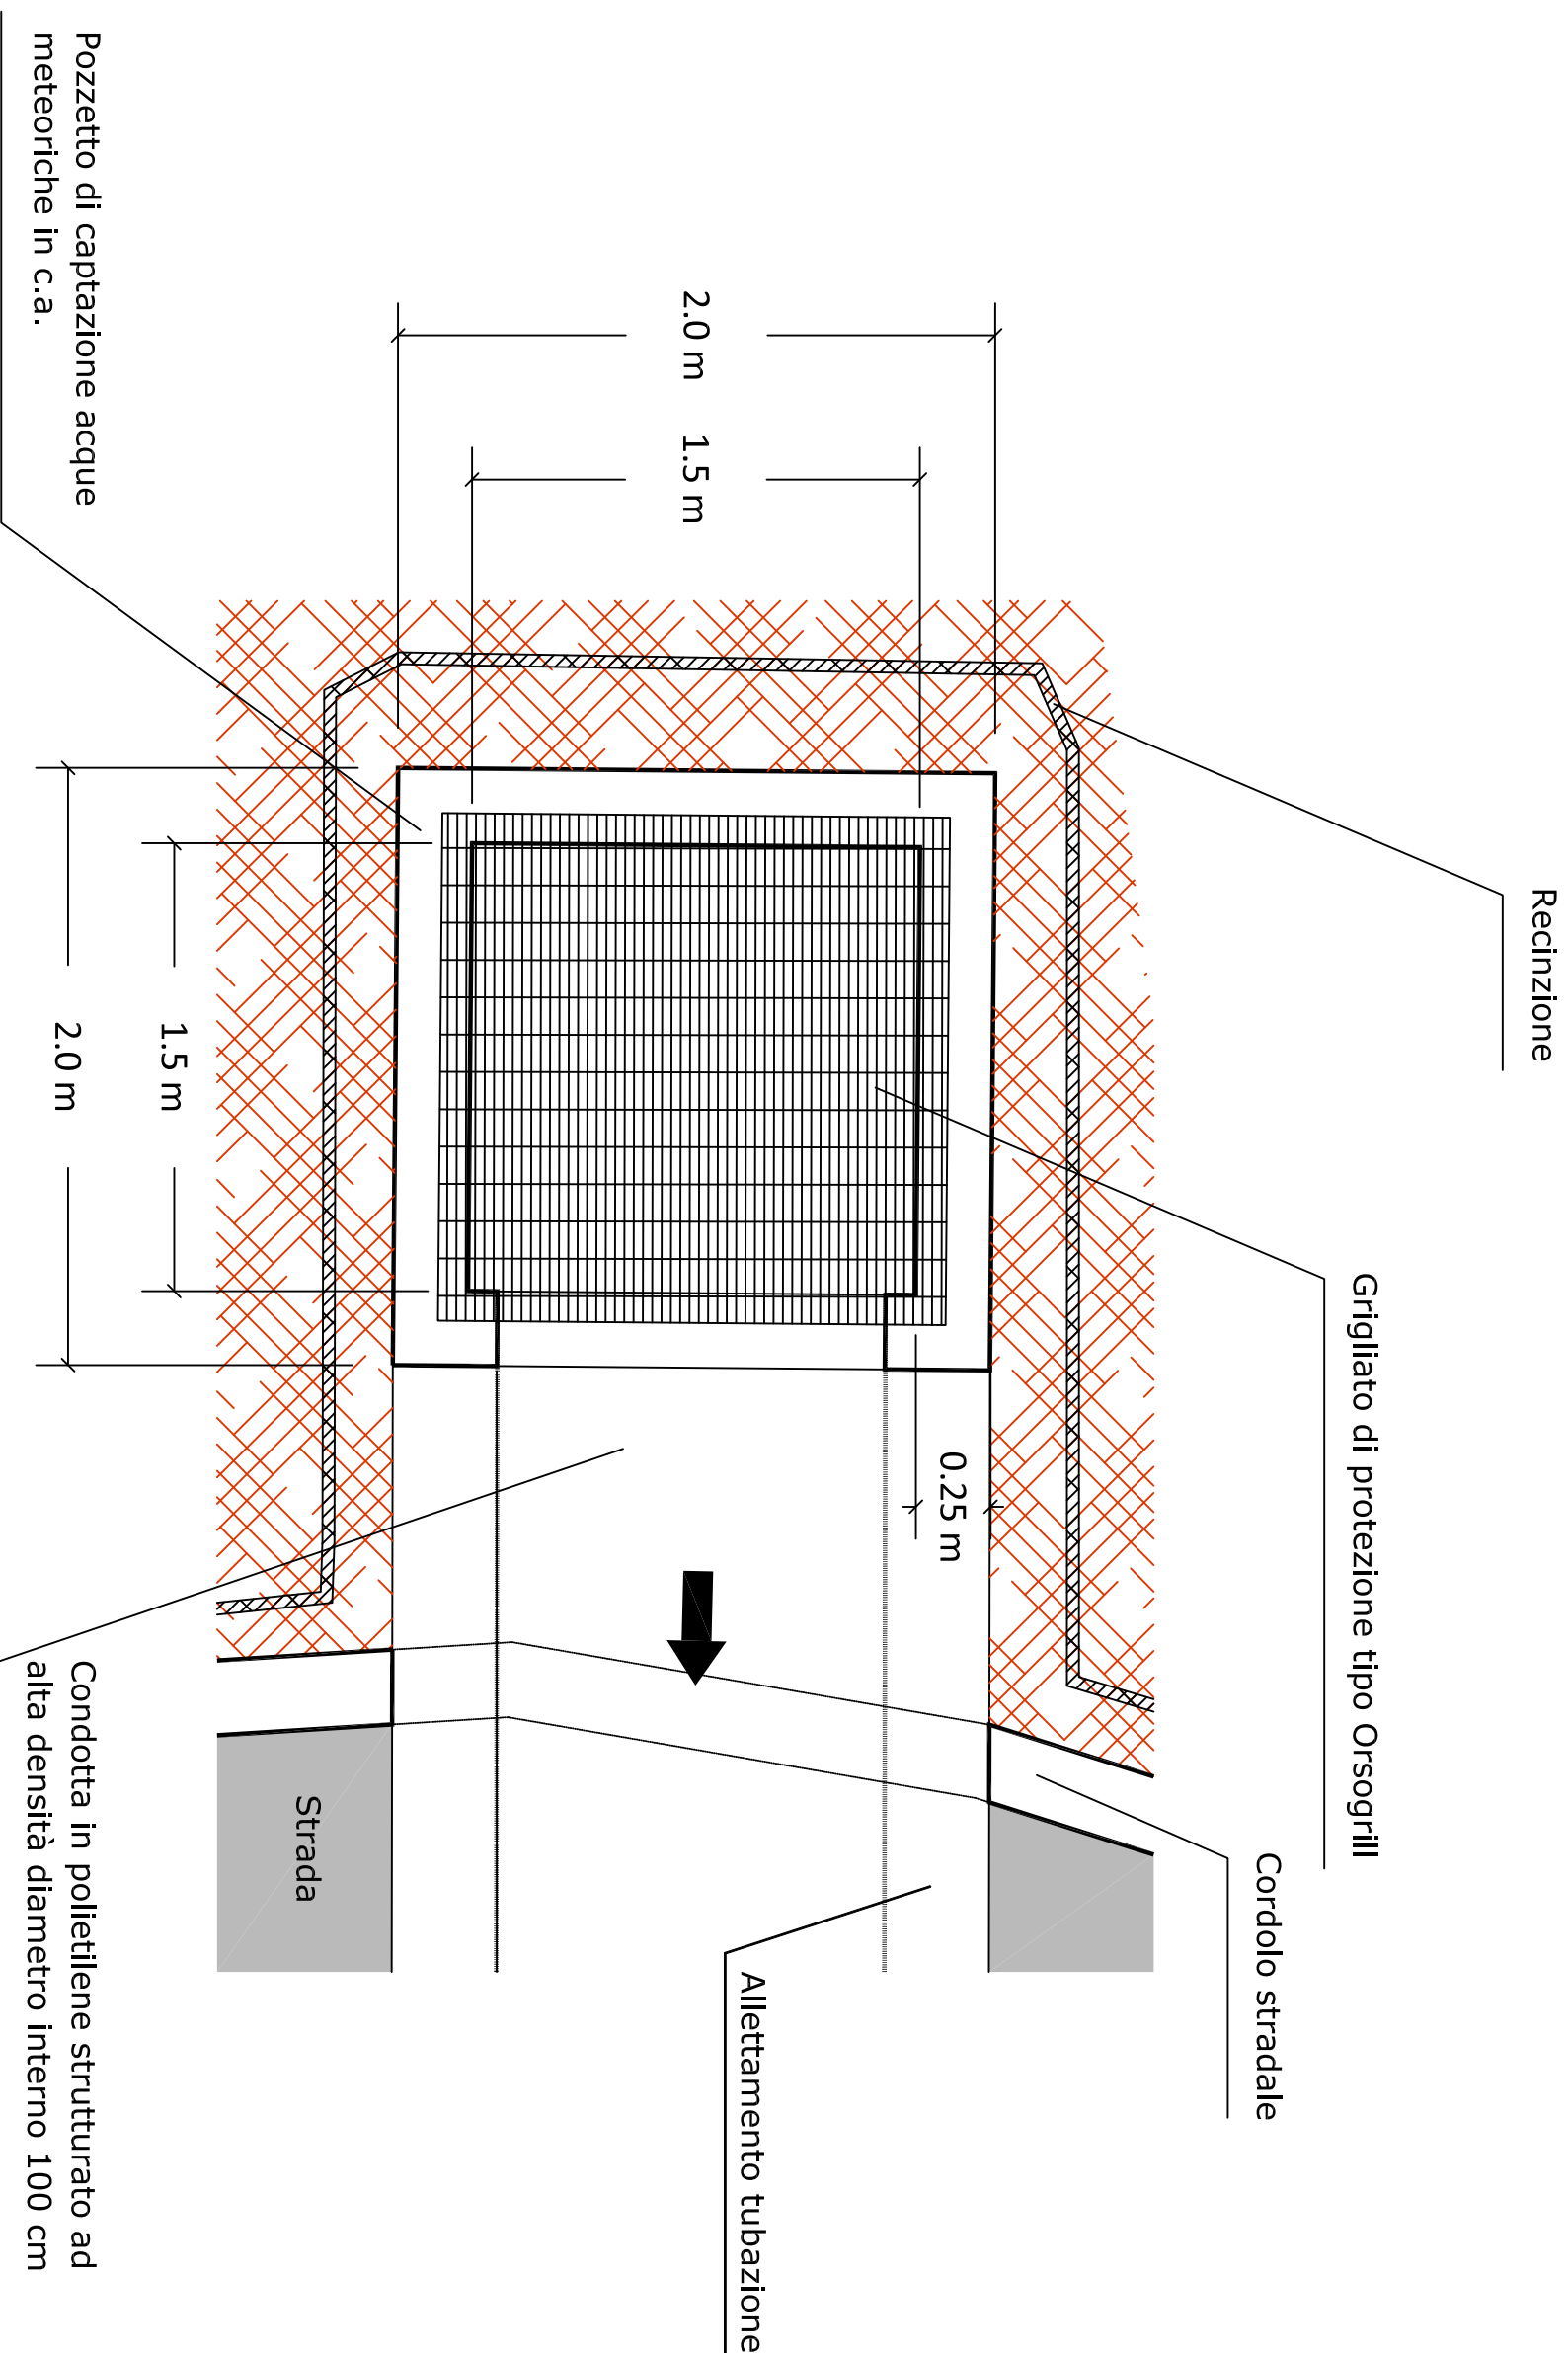 Recinzione
Grigliato di protezione tipo Orsogrill
Cordolo stradale
2.0 m
1.5 m
0.25 m
Allettamento tubazione
Strada
1.5 m
2.0 m
Pozzetto di captazione acque
meteoriche in c.a.
Condotta in polietilene strutturato ad
alta densità diametro interno 100 cm